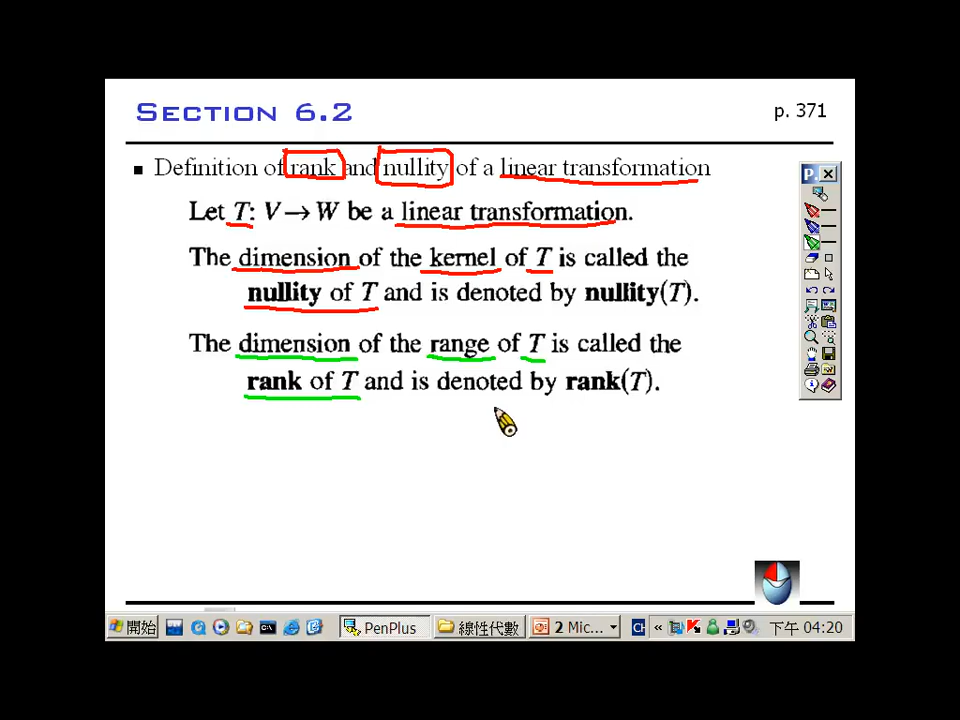 Section 6.2
p. 371
Definition of rank and nullity of a linear transformation
Let T: V → W be a linear transformation.
The dimension of the kernel of T is called the
nullity of T and is denoted by nullity(T).
The dimension of the range of T is called the
rank of T and is denoted by rank(T).
P.
開始
PenPlus
線性代數
2 Mic...
CH
«
下午 04:20